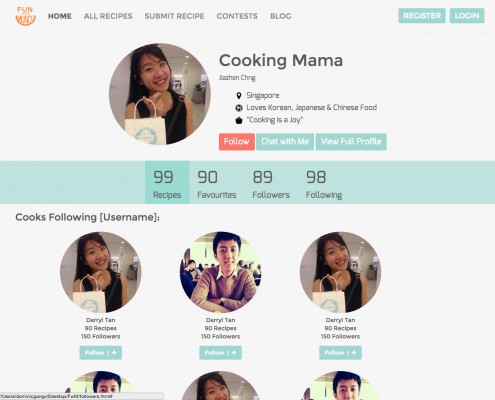 FUN
HOME ALL RECIPES SUBMIT RECIPE CONTESTS BLOG REGISTER LOGIN
Cooking Mama
Jiazhen Chng
Singapore
Loves Korean, Japanese & Chinese Food
"Cooking is a Joy"
Follow Chat with Me View Full Profile
99 90 89 98
Recipes Favourites Followers Following
Cooks Following [Username]:
Darryl Tan Darryl Tan Darryl Tan
90 Recipes 90 Recipes 90 Recipes
150 Followers 150 Followers 150 Followers
Follow | + Follow | + Follow | +